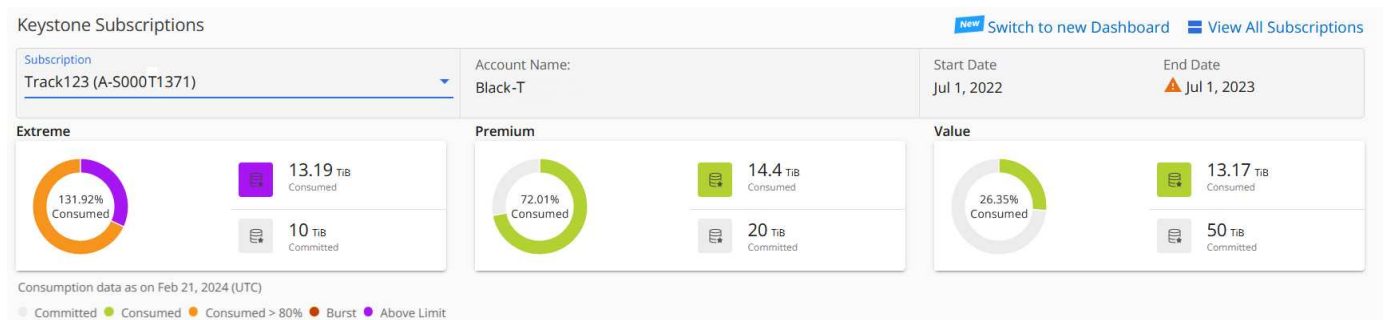 Keystone Subscriptions
New Switch to new Dashboard View All Subscriptions
Subscription
Track123 (A-S000T1371)
Account Name:
Black-T
Start Date
Jul 1, 2022
End Date
Jul 1, 2023
Extreme
131.92%
Consumed
13.19 TiB
Consumed
10 TiB
Committed
Premium
72.01%
Consumed
14.4 TiB
Consumed
20 TiB
Committed
Value
26.35%
Consumed
13.17 TiB
Consumed
50 TiB
Committed
Consumption data as on Feb 21, 2024 (UTC)
Committed Consumed Consumed > 80% Burst Above Limit